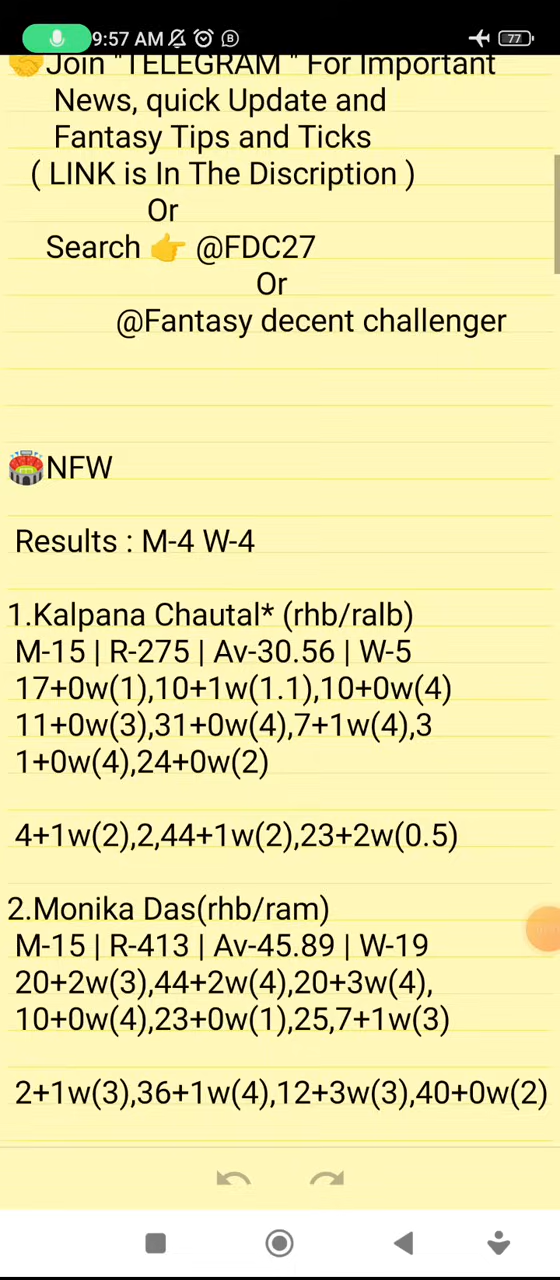 9:57 AM
77
Join "TELEGRAM " For Important
News, quick Update and
Fantasy Tips and Ticks
( LINK is In The Discription )
Or
Search 👉 @FDC27
Or
@Fantasy decent challenger
🏟️NFW
Results : M-4 W-4
1.Kalpana Chautal* (rhb/ralb)
M-15 | R-275 | Av-30.56 | W-5
17+0w(1),10+1w(1.1),10+0w(4)
11+0w(3),31+0w(4),7+1w(4),3
1+0w(4),24+0w(2)
4+1w(2),2,44+1w(2),23+2w(0.5)
2.Monika Das(rhb/ram)
M-15 | R-413 | Av-45.89 | W-19
20+2w(3),44+2w(4),20+3w(4),
10+0w(4),23+0w(1),25,7+1w(3)
2+1w(3),36+1w(4),12+3w(3),40+0w(2)